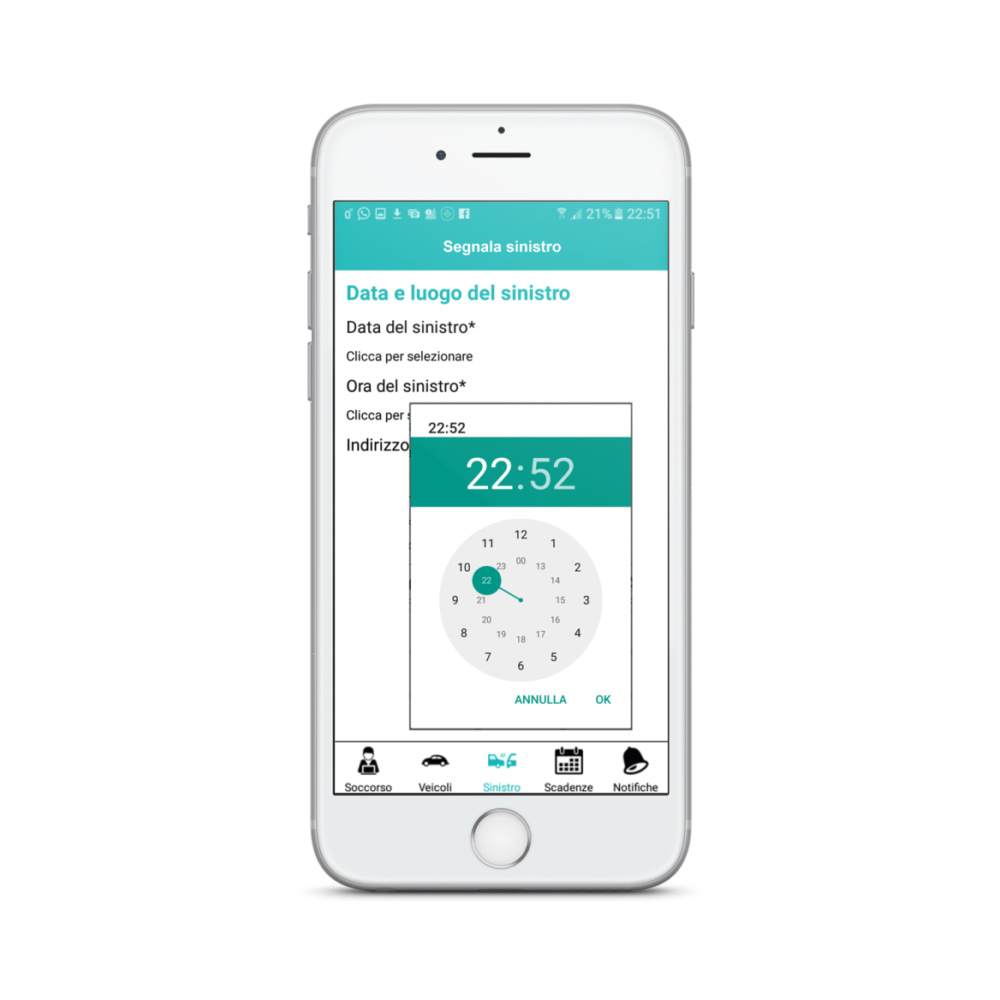 21% 22:51
Segnala sinistro
Data e luogo del sinistro
Data del sinistro*
Clicca per selezionare
Ora del sinistro*
Clicca per
Indirizzo
22:52
22:52
12
11 1
00
23 13
10 2
22 14
9 21 15 3
20 16
8 4
19 17
18
7 5
6
ANNULLA OK
Soccorso Veicoli Sinistro Scadenze Notifiche